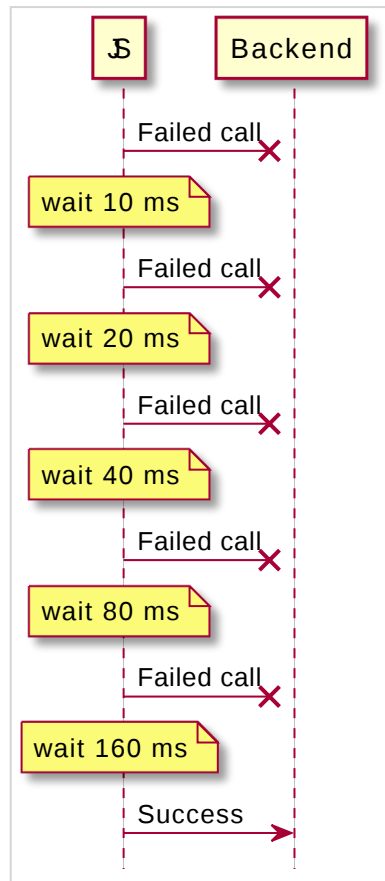 JS Backend
Failed call
wait 10 ms
Failed call
wait 20 ms
Failed call
wait 40 ms
Failed call
wait 80 ms
Failed call
wait 160 ms
Success